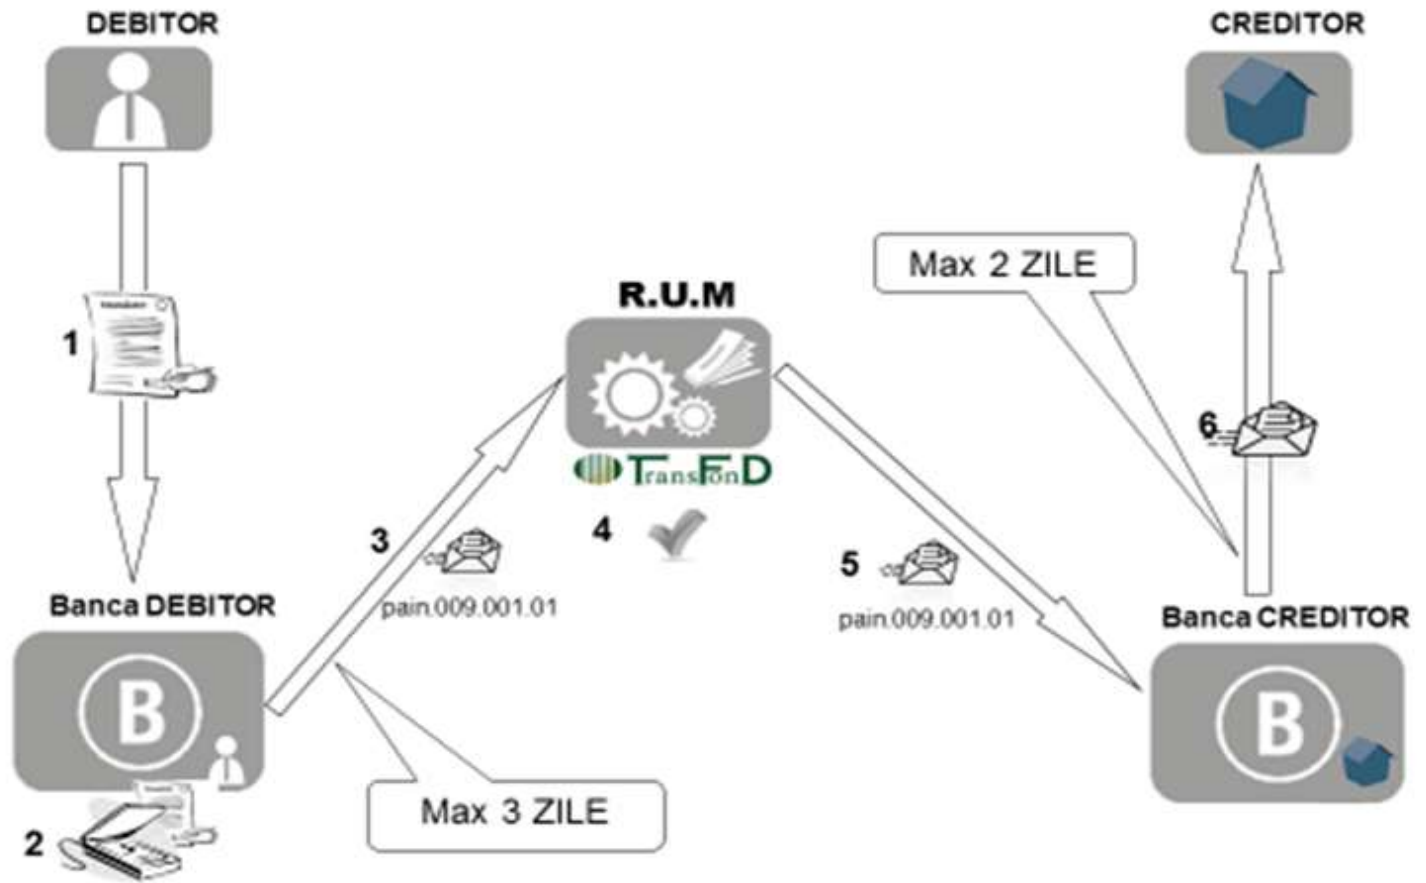 DEBITOR
CREDITOR
Max 2 ZILE
R.U.M
1
6
TransFonD
3
4
5
pain.009.001.01
pain.009.001.01
Banca DEBITOR
Banca CREDITOR
B
B
Max 3 ZILE
2